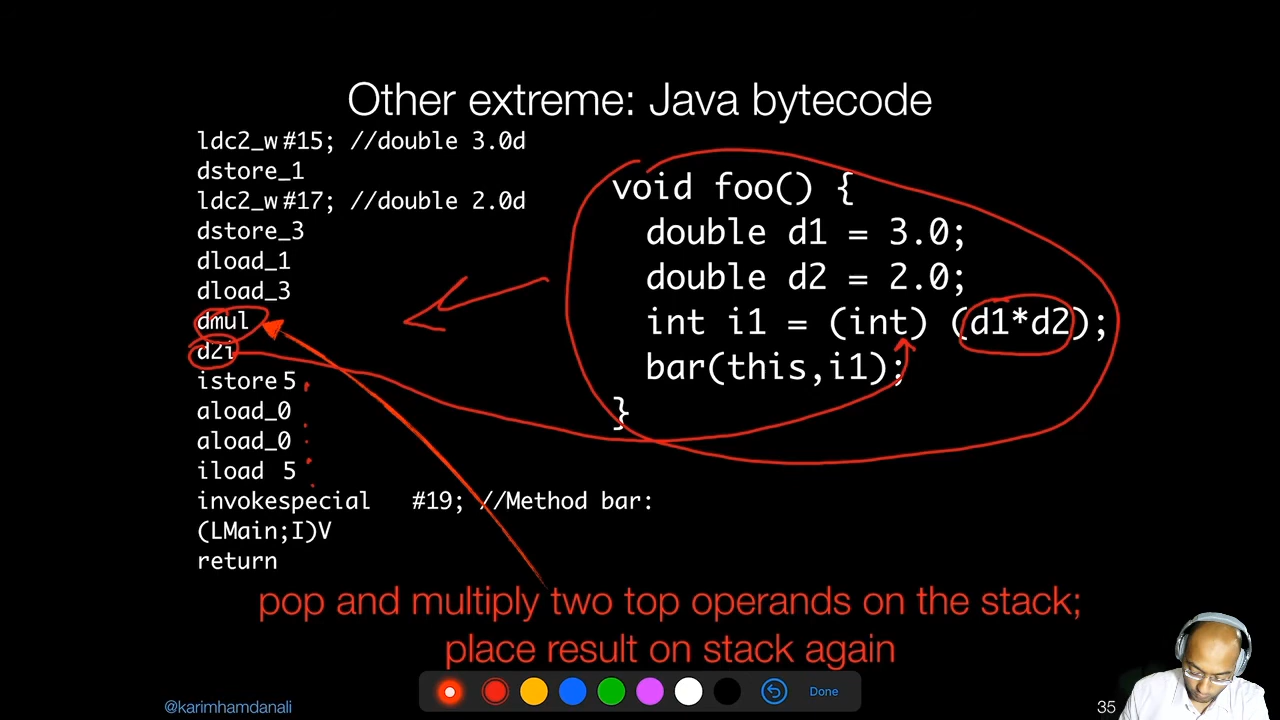 Other extreme: Java bytecode
ldc2_w #15; //double 3.0d
dstore_1
ldc2_w #17; //double 2.0d
dstore_3
dload_1
dload_3
dmul
d2i
istore 5
aload_0
aload_0
iload 5
invokespecial #19; //Method bar:
(LMain;I)V
return
void foo() {
double d1 = 3.0;
double d2 = 2.0;
int i1 = (int) (d1*d2);
bar(this,i1);
}
pop and multiply two top operands on the stack;
place result on stack again
Done
@karimhamdanali
35